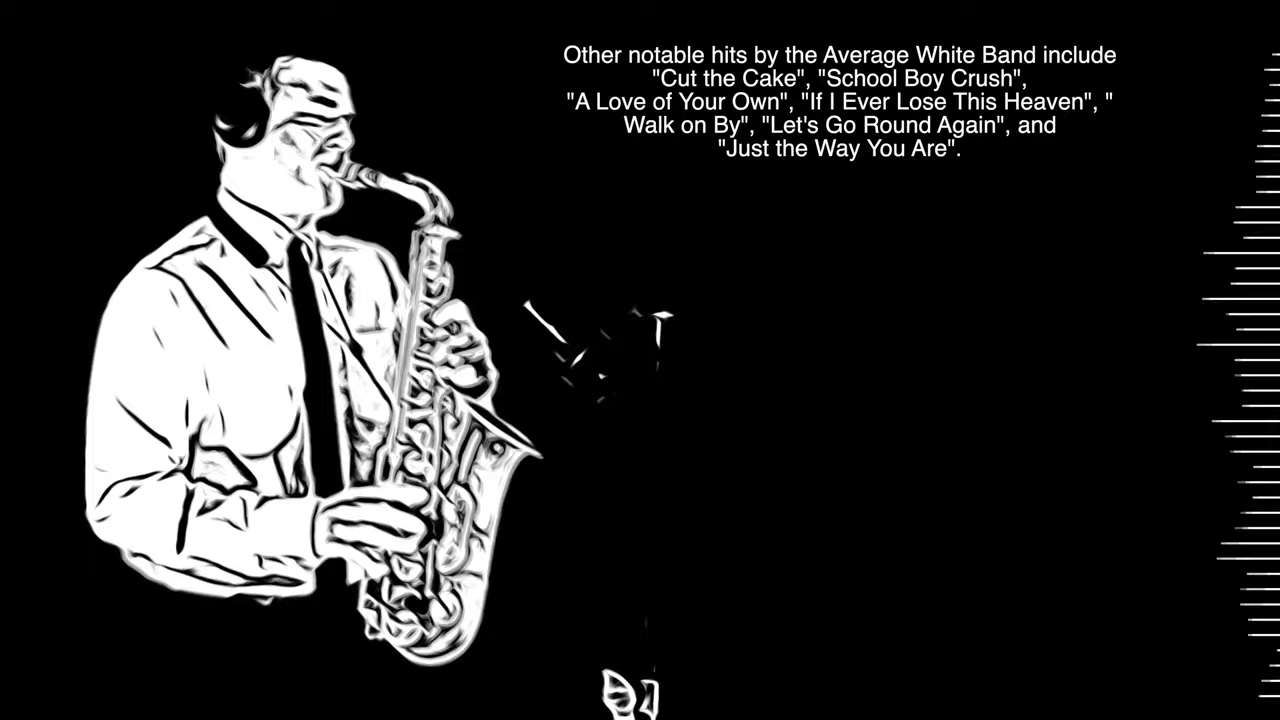 Other notable hits by the Average White Band include
"Cut the Cake", "School Boy Crush",
"A Love of Your Own", "If I Ever Lose This Heaven", "
Walk on By", "Let's Go Round Again", and
"Just the Way You Are".